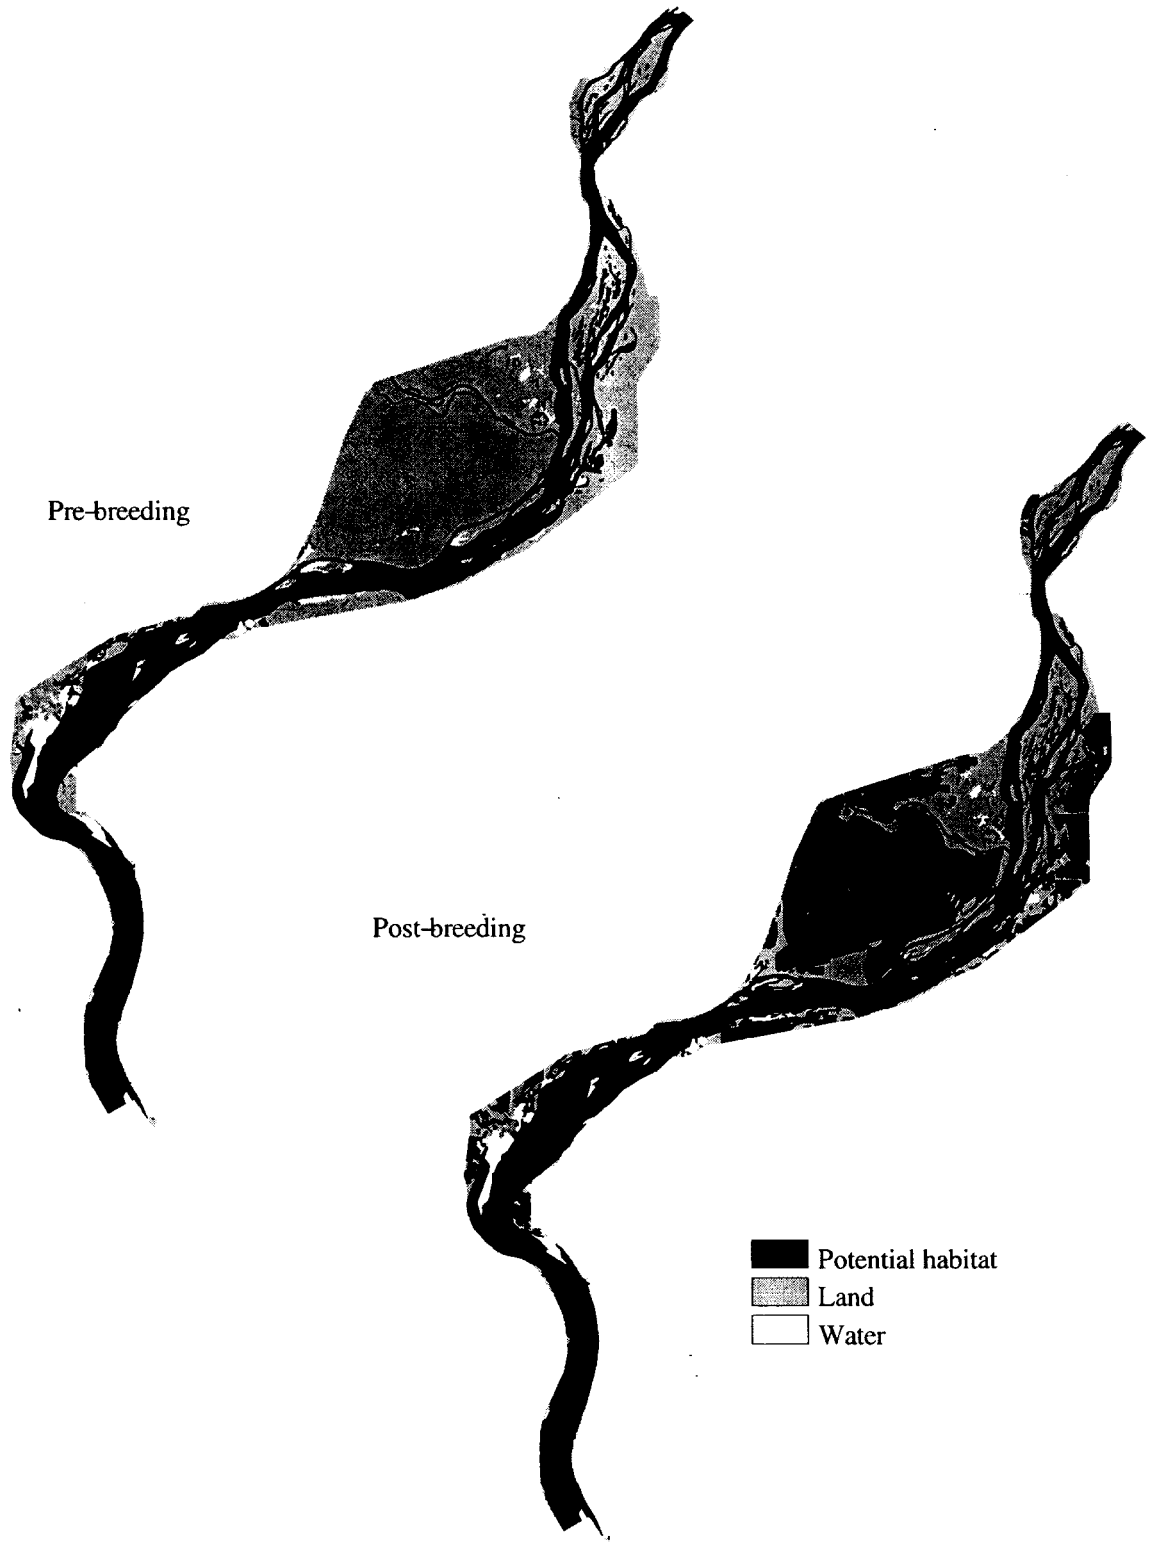 Pre-breeding
Post-breeding
Potential habitat
Land
Water